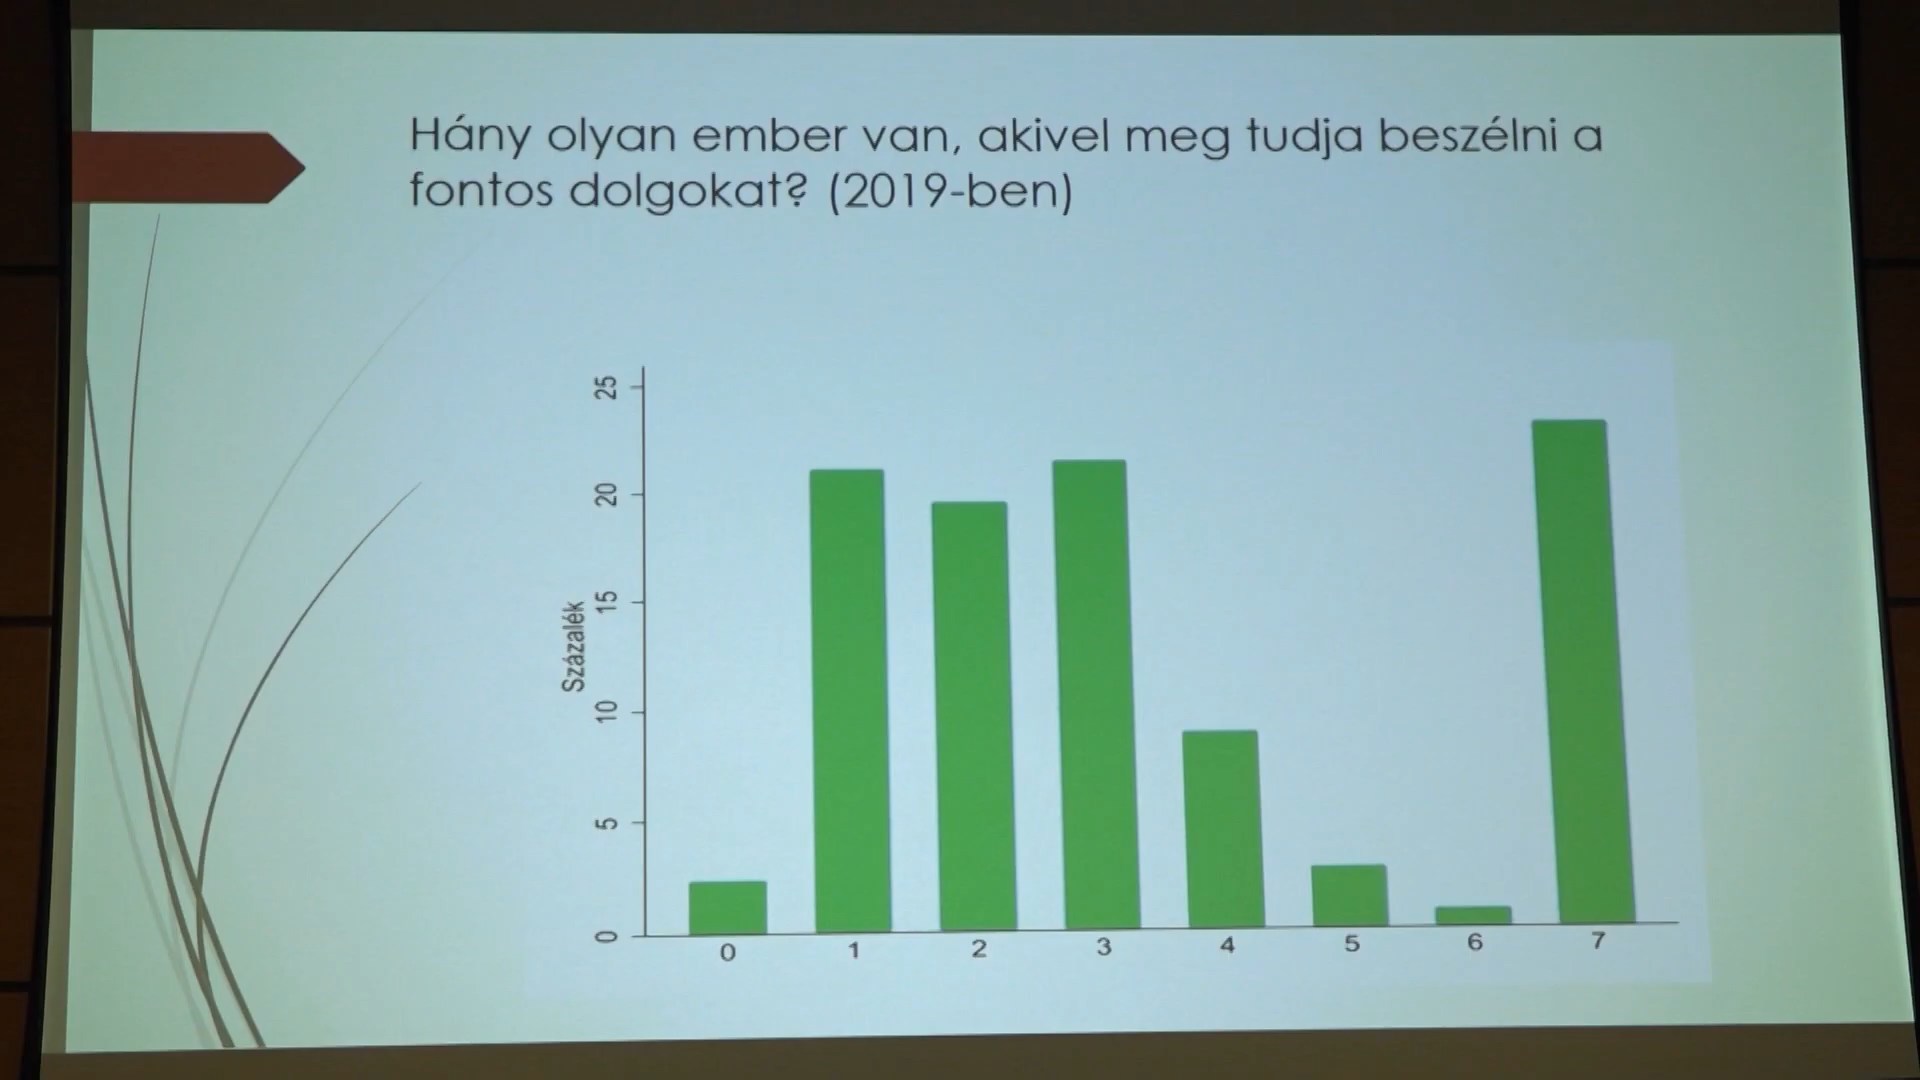 Hány olyan ember van, akivel meg tudja beszélni a
fontos dolgokat? (2019-ben)
Százalék
25
20
15
10
5
0
0 1 2 3 4 5 6 7